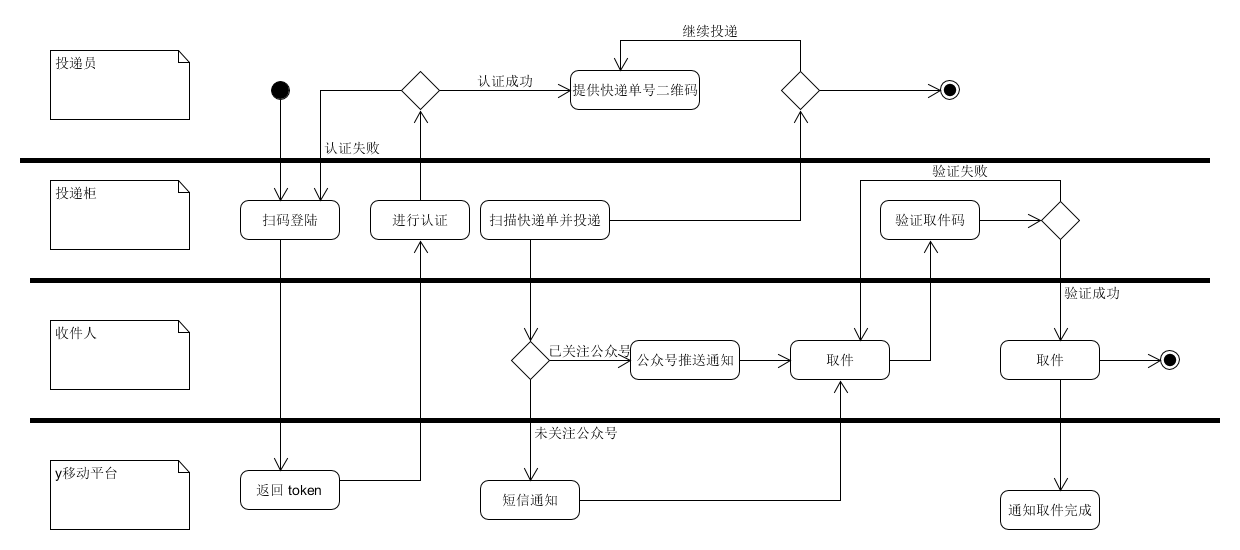 继续投递
投递员
认证成功
提供快递单号二维码
认证失败
投递柜
验证失败
扫码登陆
进行认证
扫描快递单并投递
验证取件码
验证成功
收件人
已关注公众号
公众号推送通知
取件
取件
未关注公众号
y移动平台
返回 token
短信通知
通知取件完成